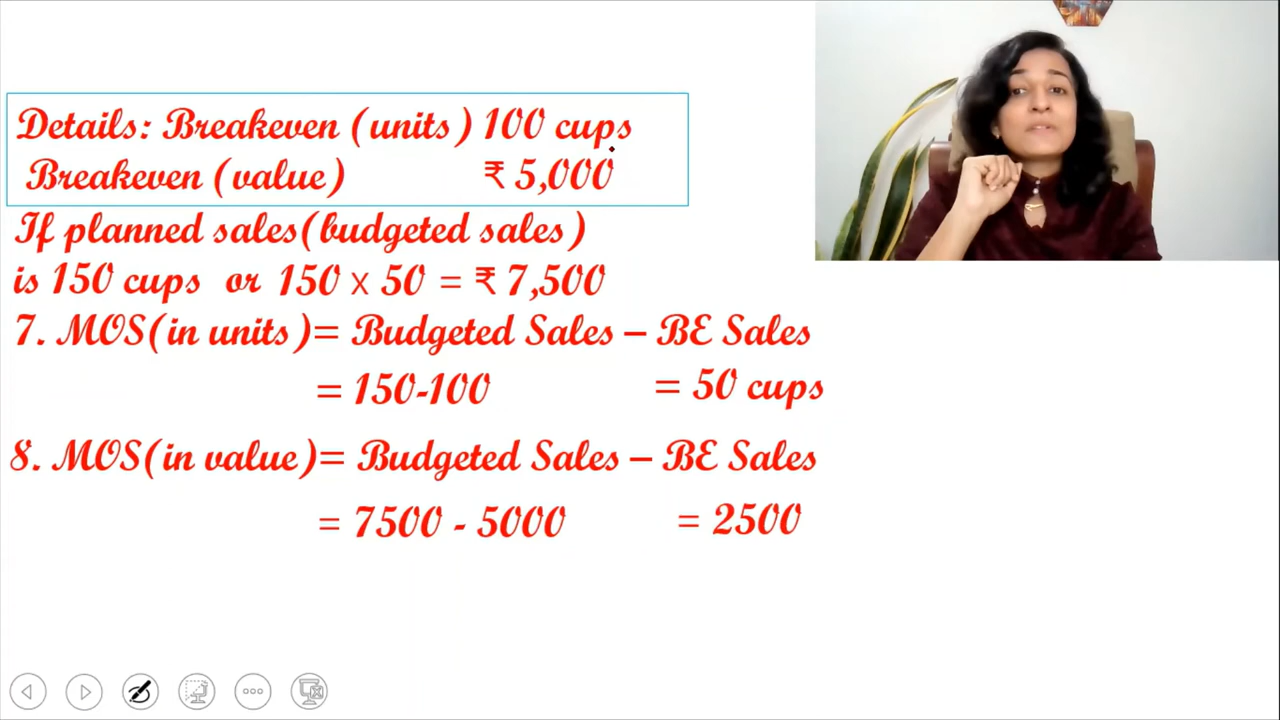 Details: Breakeven (units) 100 cups
Breakeven (value) ₹ 5,000
If planned sales(budgeted sales)
is 150 cups or 150 x 50 = ₹ 7,500
7. MOS(in units)= Budgeted Sales – BE Sales
= 150-100 = 50 cups
8. MOS(in value)= Budgeted Sales – BE Sales
= 7500 - 5000 = 2500